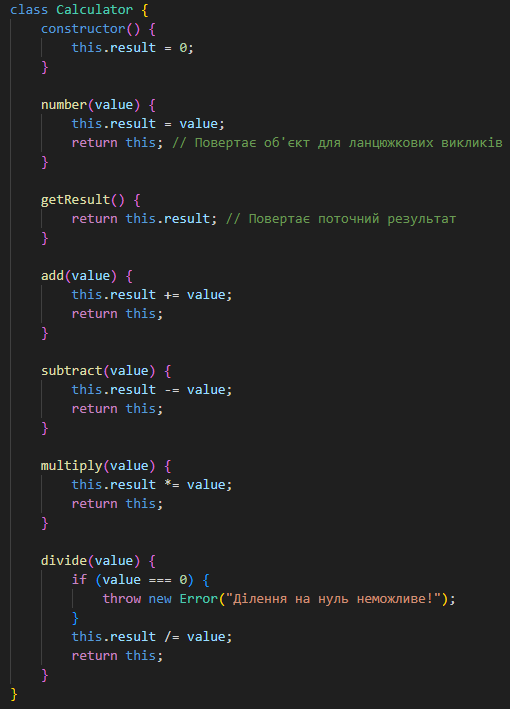 class Calculator {
constructor() {
this.result = 0;
}
number(value) {
this.result = value;
return this; // Повертає об'єкт для ланцюжкових викликів
}
getResult() {
return this.result; // Повертає поточний результат
}
add(value) {
this.result += value;
return this;
}
subtract(value) {
this.result -= value;
return this;
}
multiply(value) {
this.result *= value;
return this;
}
divide(value) {
if (value === 0) {
throw new Error("Ділення на нуль неможливе!");
}
this.result /= value;
return this;
}
}